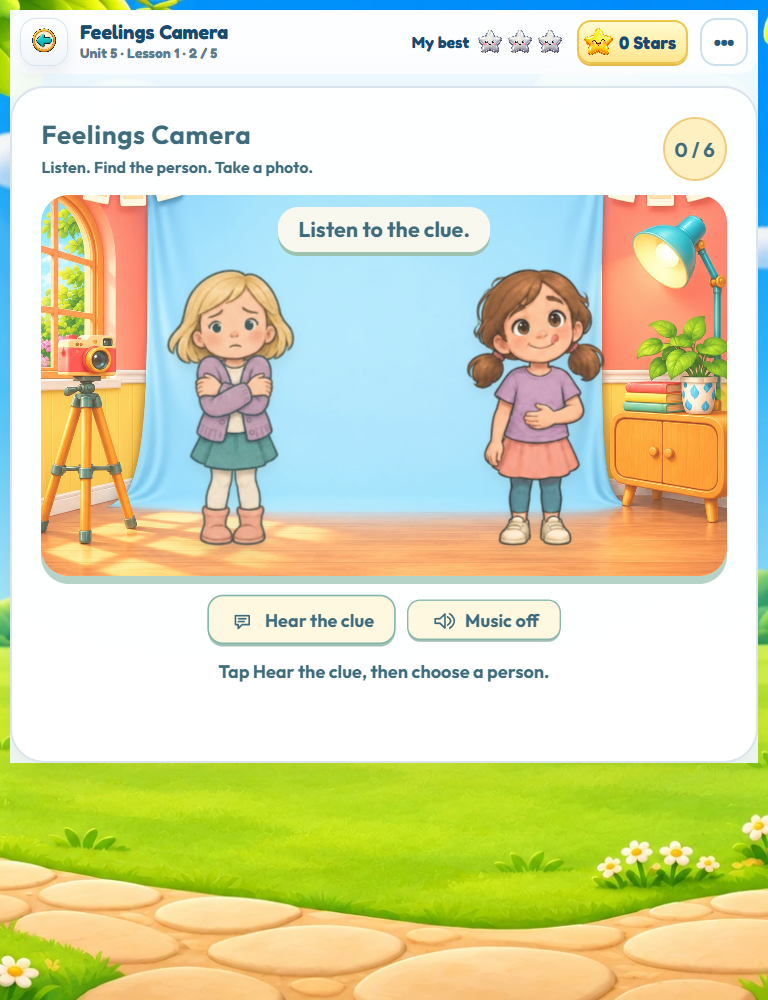 Feelings Camera
Unit 5 · Lesson 1 · 2 / 5
My best
0 Stars
Feelings Camera
Listen. Find the person. Take a photo.
0 / 6
Listen to the clue.
Hear the clue
Music off
Tap Hear the clue, then choose a person.